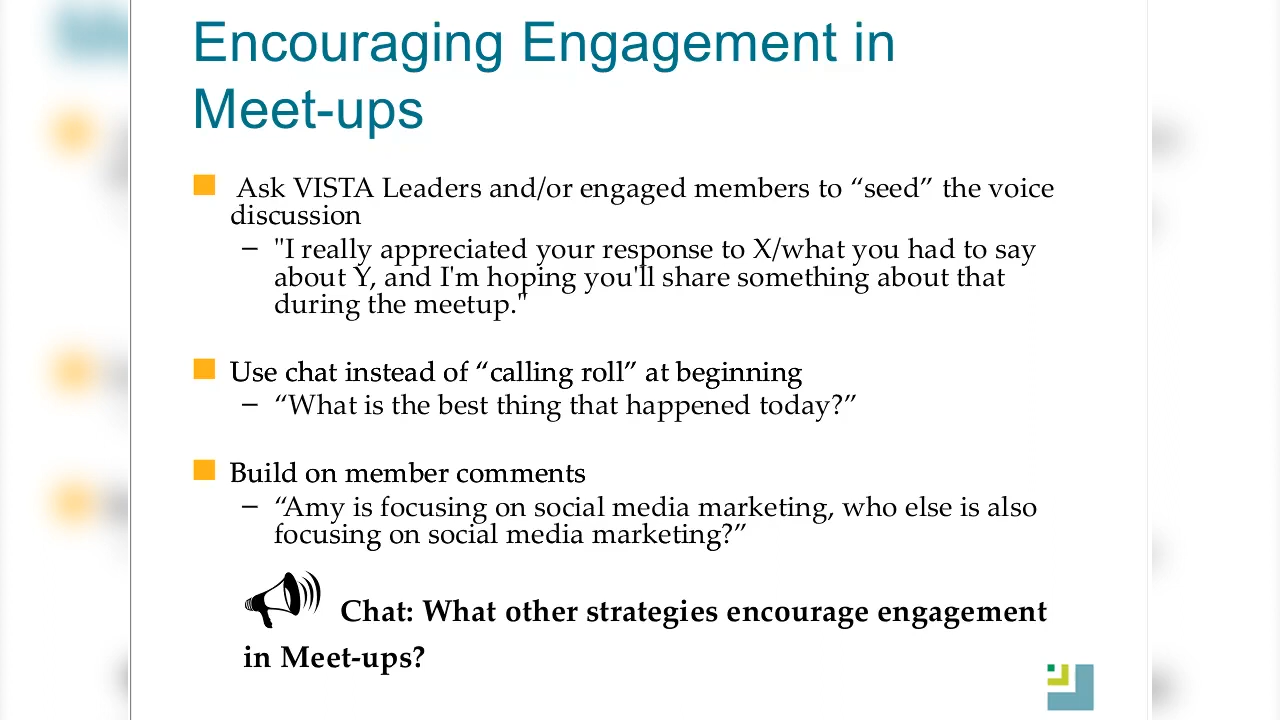 Encouraging Engagement in
Meet-ups
Ask VISTA Leaders and/or engaged members to “seed” the voice
discussion
– "I really appreciated your response to X/what you had to say
about Y, and I'm hoping you'll share something about that
during the meetup."
Use chat instead of “calling roll” at beginning
– “What is the best thing that happened today?”
Build on member comments
– “Amy is focusing on social media marketing, who else is also
focusing on social media marketing?”
Chat: What other strategies encourage engagement
in Meet-ups?